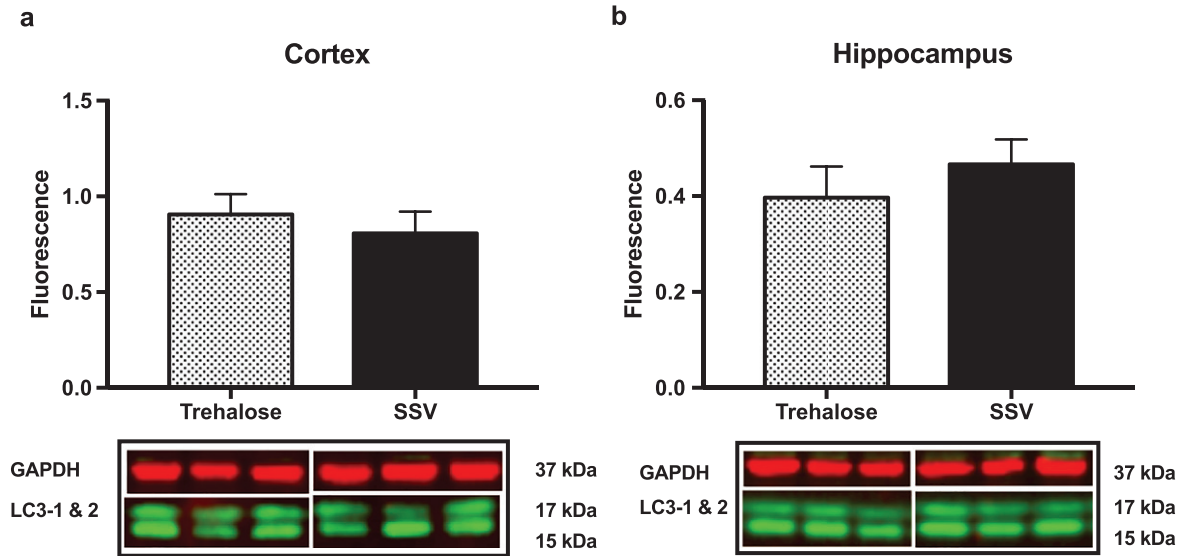 a
Cortex
Fluorescence
1.5
1.0
0.5
0.0
Trehalose
SSV
GAPDH
37 kDa
LC3-1 & 2
17 kDa
15 kDa
b
Hippocampus
Fluorescence
0.6
0.4
0.2
0.0
Trehalose
SSV
GAPDH
37 kDa
LC3-1 & 2
17 kDa
15 kDa